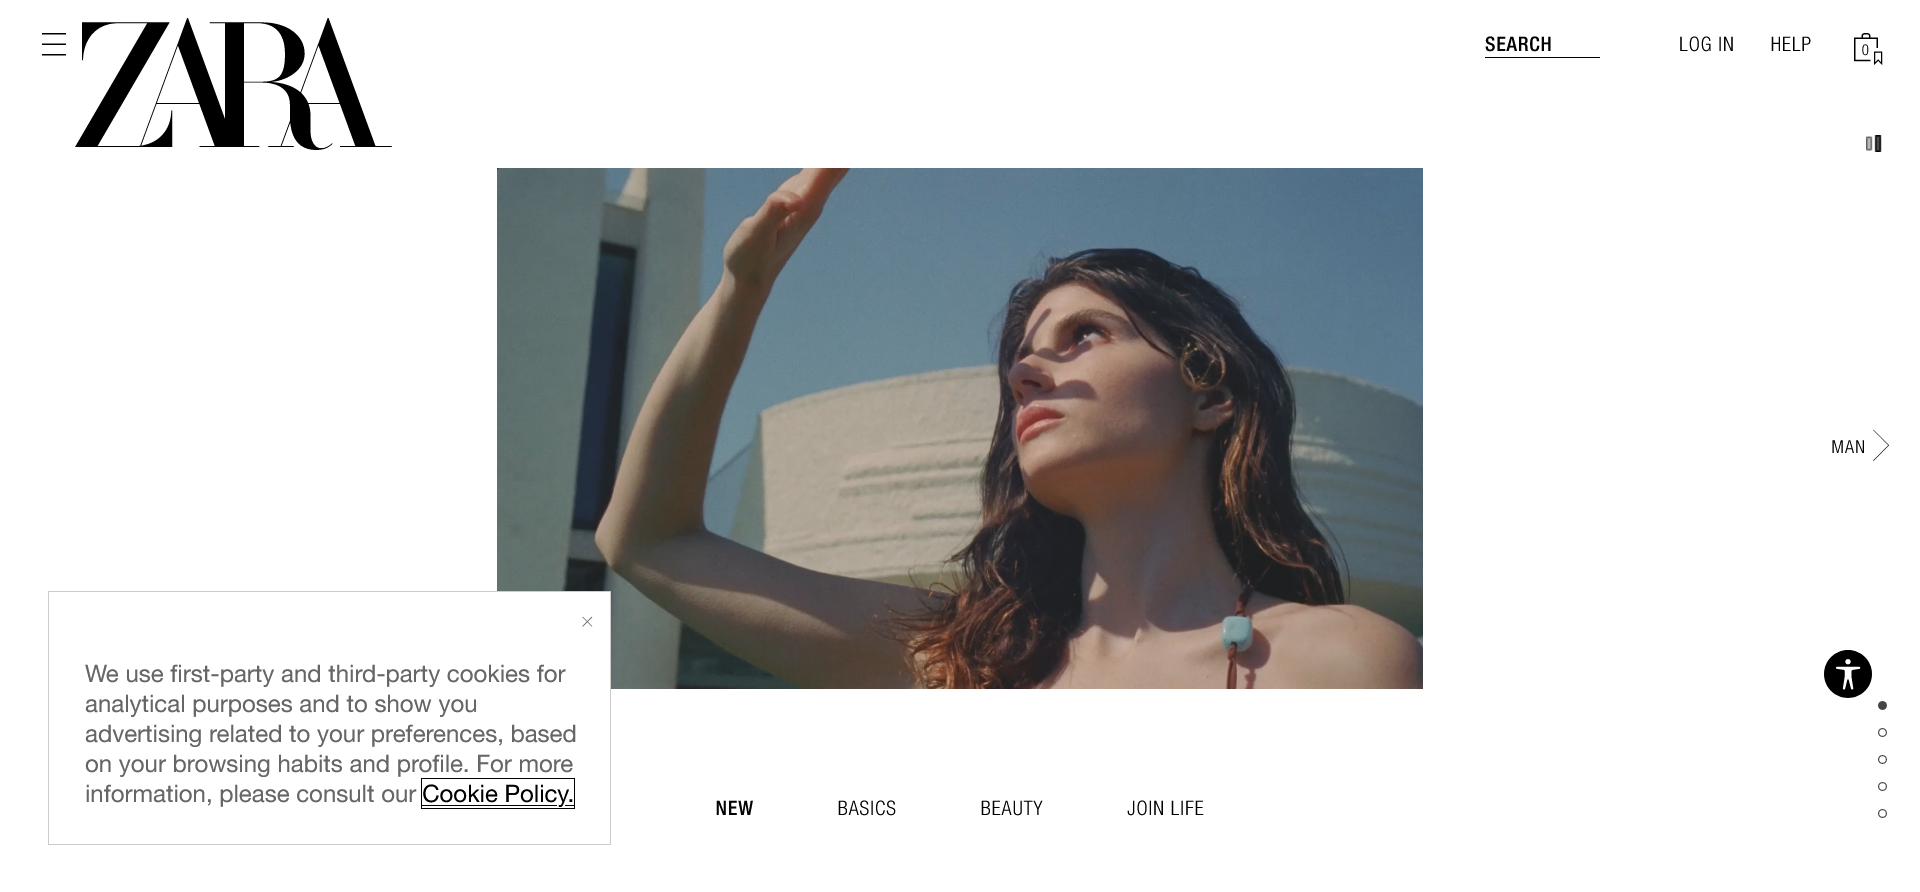 ZARA
SEARCH
LOG IN
HELP
0
MAN
We use first-party and third-party cookies for
analytical purposes and to show you
advertising related to your preferences, based
on your browsing habits and profile. For more
information, please consult our Cookie Policy.
NEW
BASICS
BEAUTY
JOIN LIFE